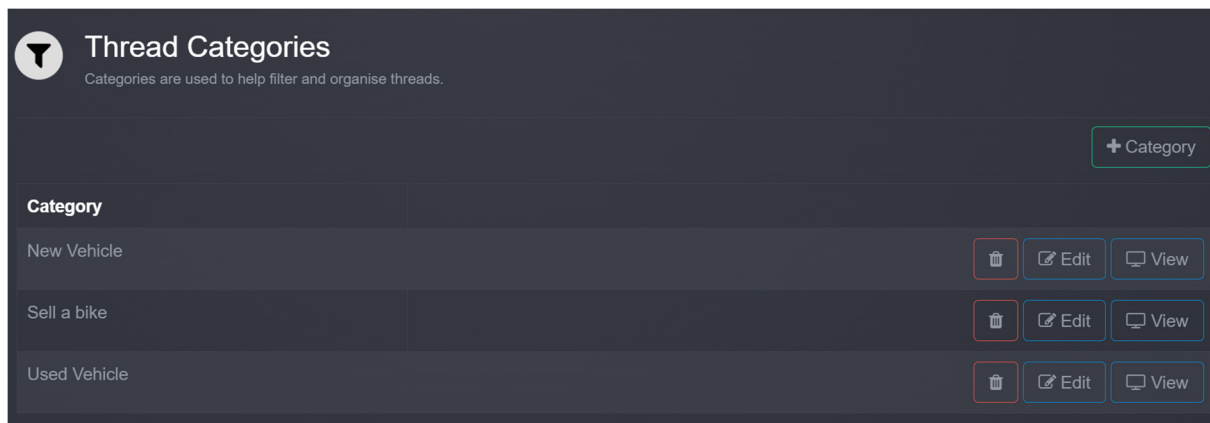 Thread Categories
Categories are used to help filter and organise threads.
Category
Category
New Vehicle
Edit
View
Sell a bike
Edit
View
Used Vehicle
Edit
View